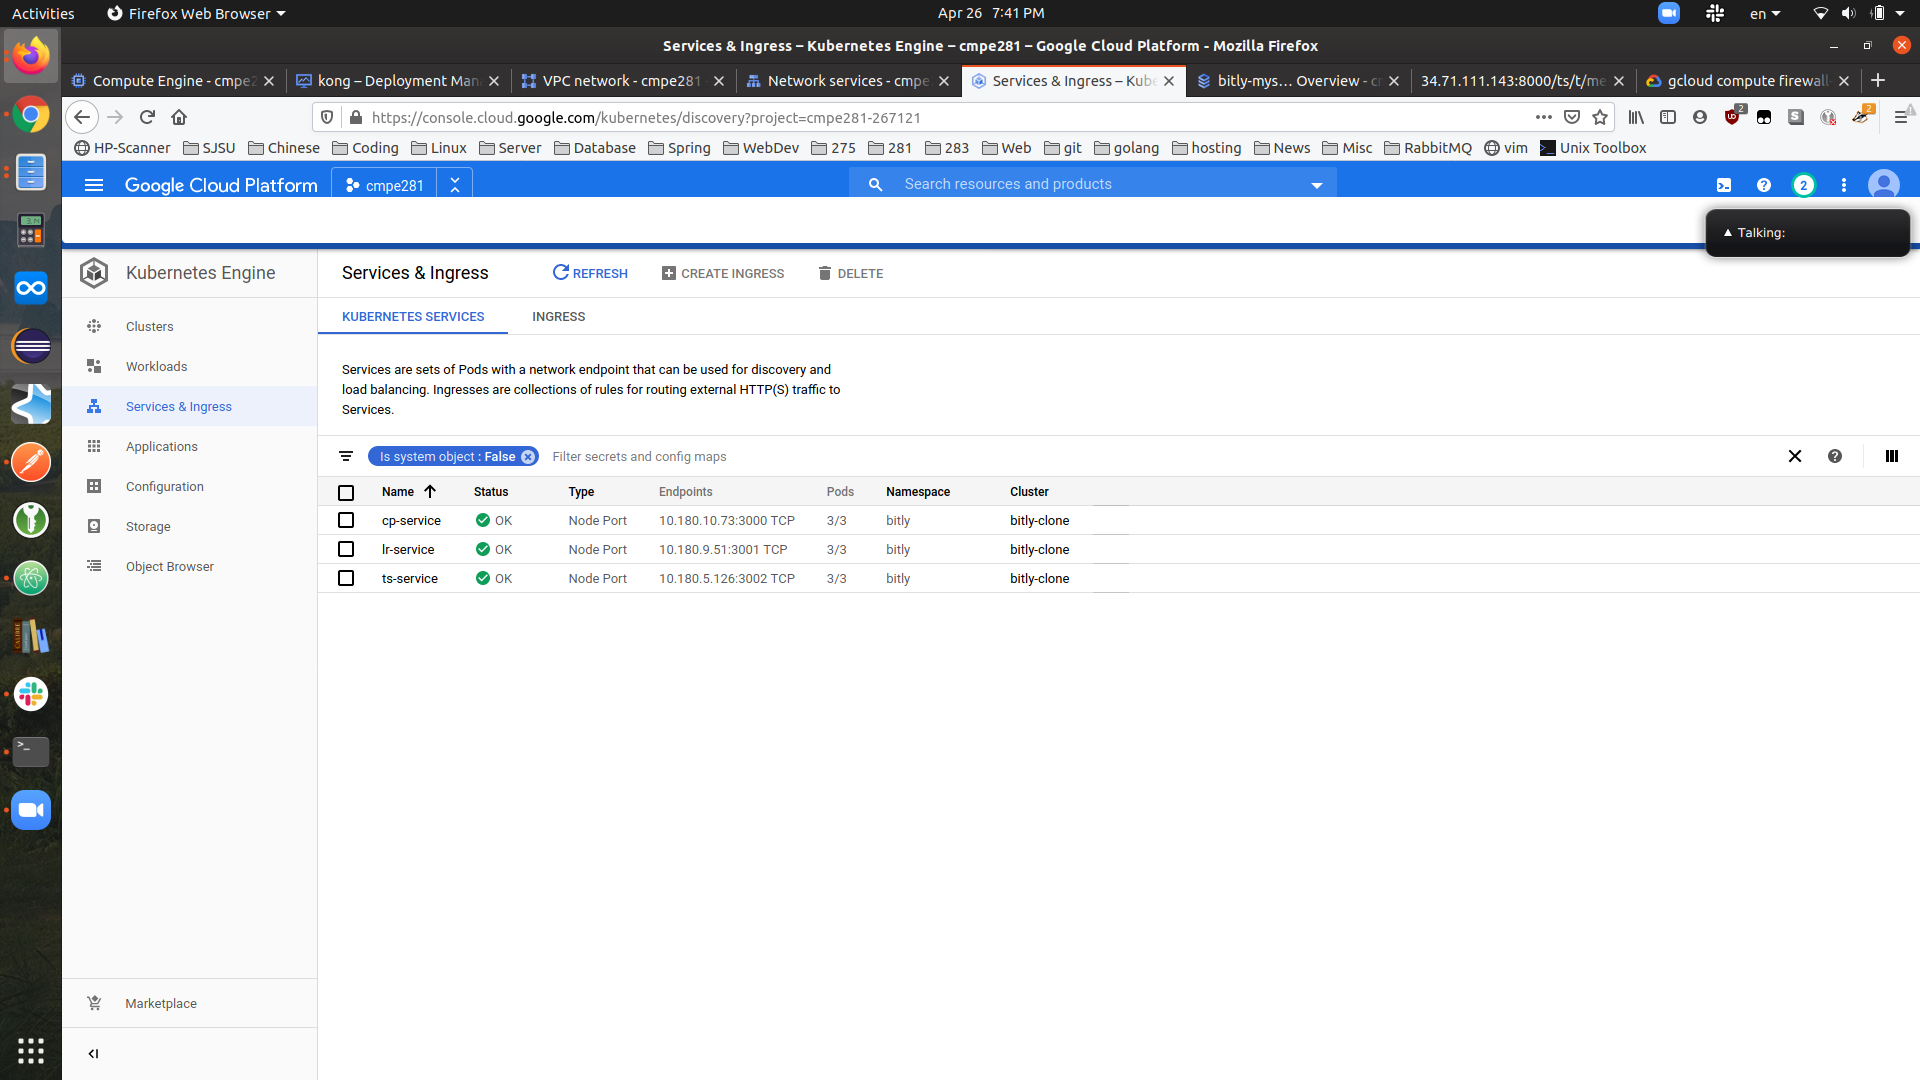 Activities Firefox Web Browser Apr 26 7:41 PM en
Services & Ingress – Kubernetes Engine – cmpe281 – Google Cloud Platform - Mozilla Firefox
Compute Engine - cmpe2 kong – Deployment Man VPC network - cmpe281 Network services - cmpe Services & Ingress – Kube bitly-mys... Overview - c 34.71.111.143:8000/ts/t/me gcloud compute firewall
https://console.cloud.google.com/kubernetes/discovery?project=cmpe281-267121 2 2
HP-Scanner SJSU Chinese Coding Linux Server Database Spring WebDev 275 281 283 Web git golang hosting News Misc RabbitMQ vim Unix Toolbox
Google Cloud Platform cmpe281 Search resources and products 2
Talking:
Kubernetes Engine Services & Ingress REFRESH CREATE INGRESS DELETE
Clusters
Workloads
Services & Ingress
Applications
Configuration
Storage
Object Browser
Marketplace
KUBERNETES SERVICES INGRESS
Services are sets of Pods with a network endpoint that can be used for discovery and
load balancing. Ingresses are collections of rules for routing external HTTP(S) traffic to
Services.
Is system object : False Filter secrets and config maps
Name Status Type Endpoints Pods Namespace Cluster
cp-service OK Node Port 10.180.10.73:3000 TCP 3/3 bitly bitly-clone
lr-service OK Node Port 10.180.9.51:3001 TCP 3/3 bitly bitly-clone
ts-service OK Node Port 10.180.5.126:3002 TCP 3/3 bitly bitly-clone